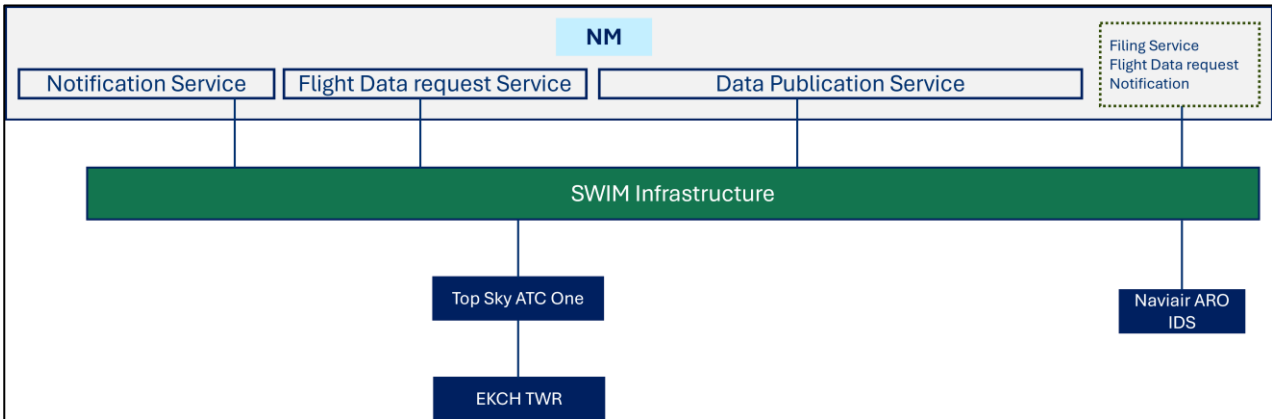 NM
Filing Service
Flight Data request
Notification
Notification Service
Flight Data request Service
Data Publication Service
SWIM Infrastructure
Top Sky ATC One
Naviair ARO
IDS
EKCH TWR